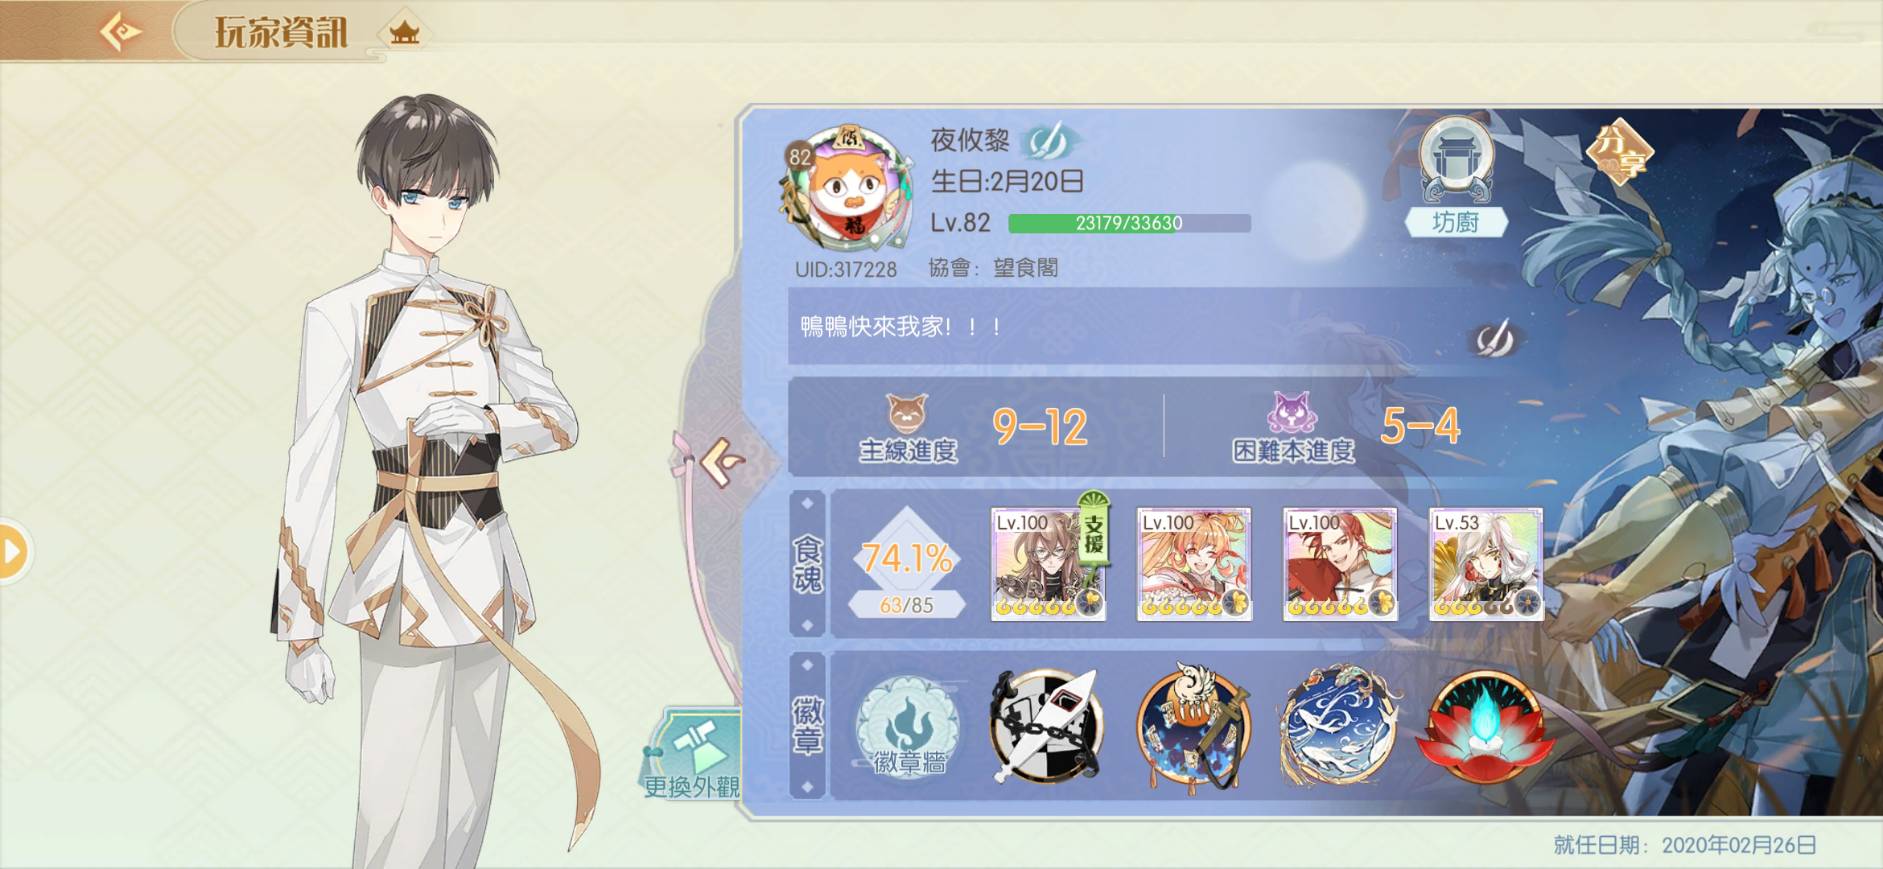 玩家資訊
82
夜攸黎
生日:2月20日
Lv.82 23179/33630
UID:317228 協會：望食閣
坊廚
分享
鴨鴨快來我家!！！
主線進度 9-12
困難本進度 5-4
食魂
74.1%
63/85
Lv.100 支援
Lv.100
Lv.100
Lv.53
徽章
徽章牆
更換外觀
就任日期：2020年02月26日
福